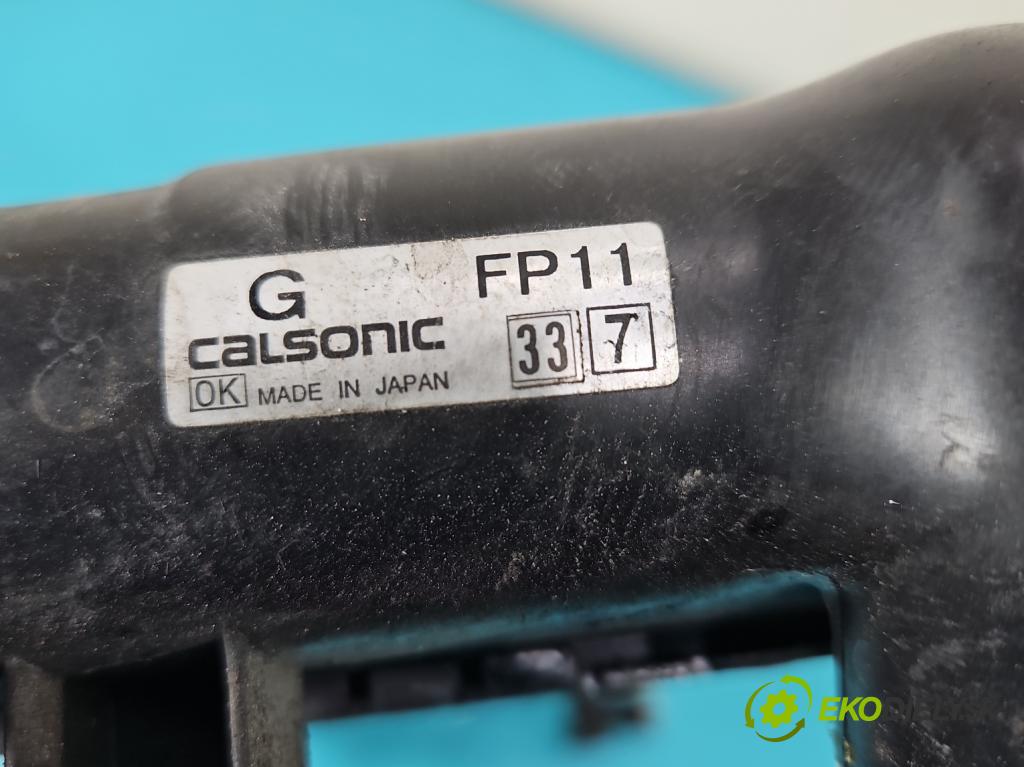 G FP11
CALSONIC 33 7
OK MADE IN JAPAN
EKO